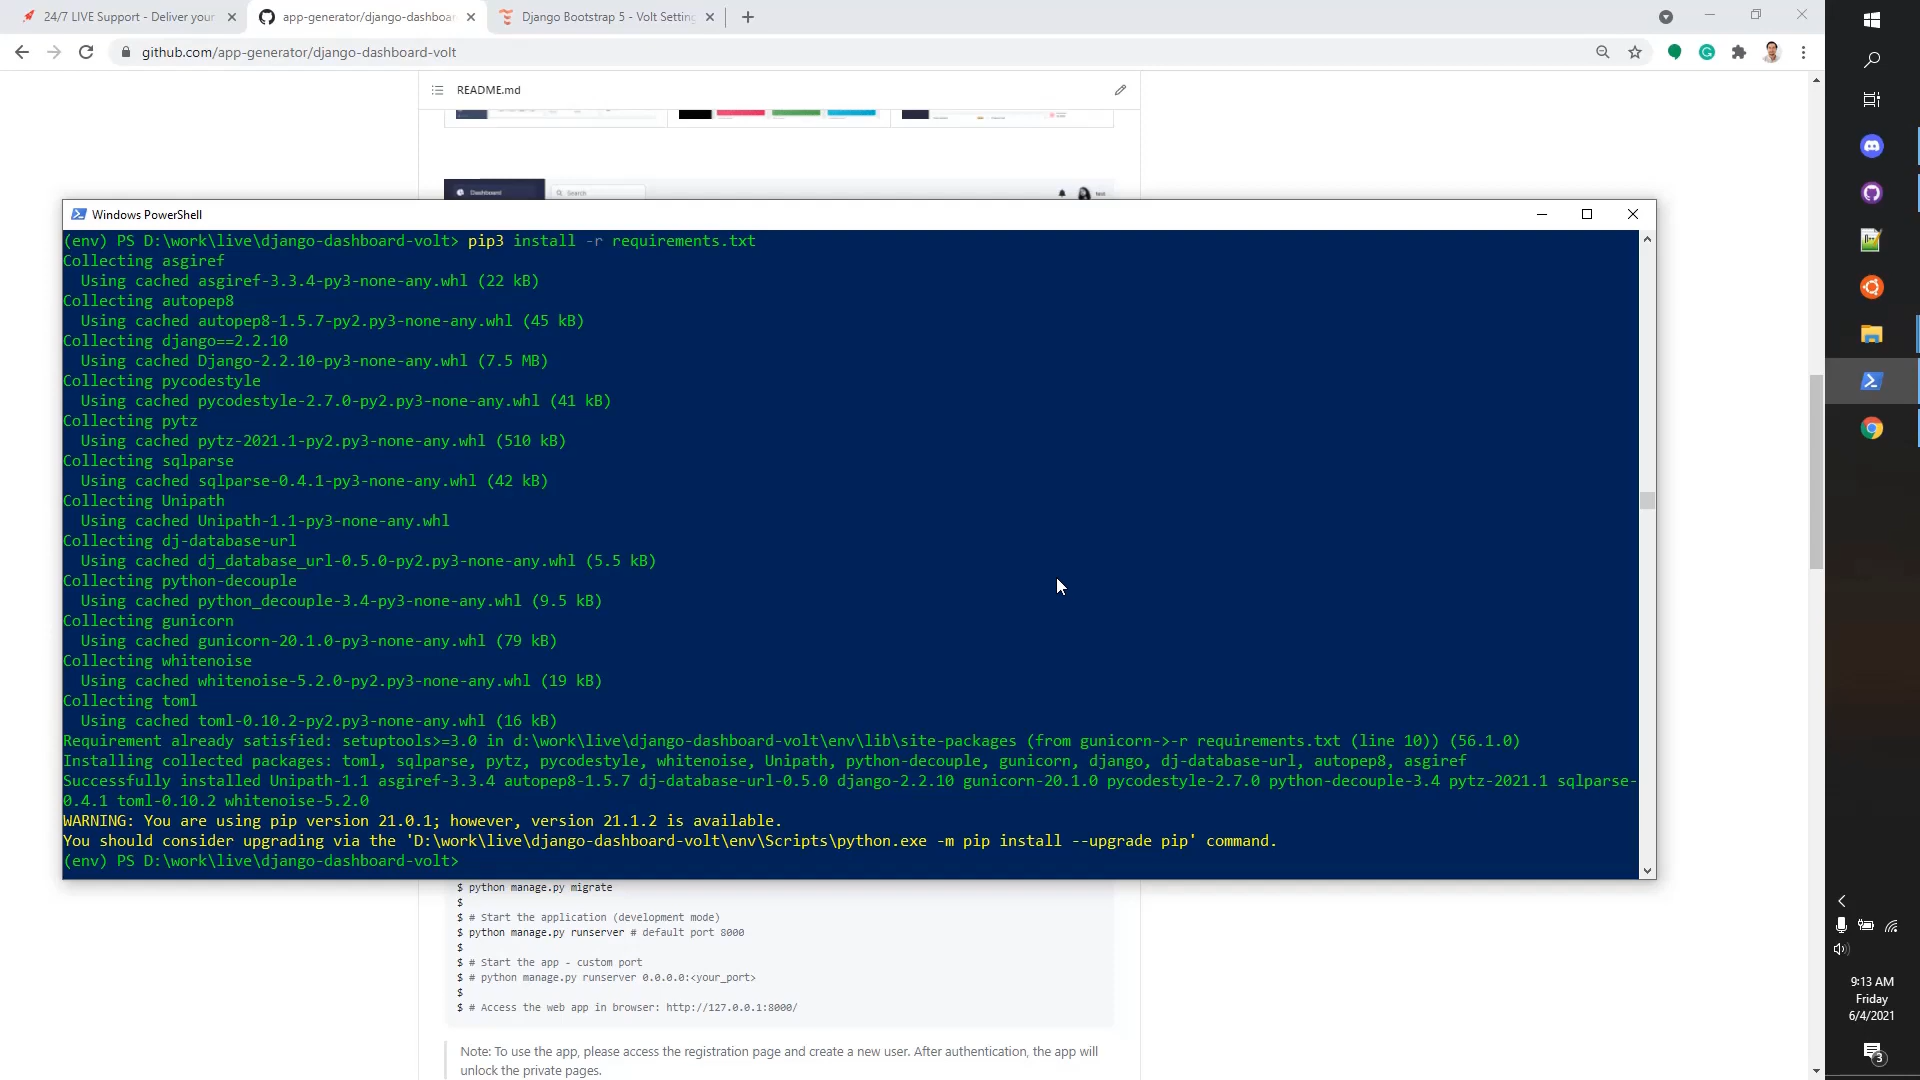 24/7 LIVE Support - Deliver your
app-generator/django-dashboar
Django Bootstrap 5 - Volt Setting
github.com/app-generator/django-dashboard-volt
README.md
Dashboard
Search
test
Windows PowerShell
(env) PS D:\work\live\django-dashboard-volt> pip3 install -r requirements.txt
Collecting asgiref
Using cached asgiref-3.3.4-py3-none-any.whl (22 kB)
Collecting autopep8
Using cached autopep8-1.5.7-py2.py3-none-any.whl (45 kB)
Collecting django==2.2.10
Using cached Django-2.2.10-py3-none-any.whl (7.5 MB)
Collecting pycodestyle
Using cached pycodestyle-2.7.0-py2.py3-none-any.whl (41 kB)
Collecting pytz
Using cached pytz-2021.1-py2.py3-none-any.whl (510 kB)
Collecting sqlparse
Using cached sqlparse-0.4.1-py3-none-any.whl (42 kB)
Collecting Unipath
Using cached Unipath-1.1-py3-none-any.whl
Collecting dj-database-url
Using cached dj_database_url-0.5.0-py2.py3-none-any.whl (5.5 kB)
Collecting python-decouple
Using cached python_decouple-3.4-py3-none-any.whl (9.5 kB)
Collecting gunicorn
Using cached gunicorn-20.1.0-py3-none-any.whl (79 kB)
Collecting whitenoise
Using cached whitenoise-5.2.0-py2.py3-none-any.whl (19 kB)
Collecting toml
Using cached toml-0.10.2-py2.py3-none-any.whl (16 kB)
Requirement already satisfied: setuptools>=3.0 in d:\work\live\django-dashboard-volt\env\lib\site-packages (from gunicorn->-r requirements.txt (line 10)) (56.1.0)
Installing collected packages: toml, sqlparse, pytz, pycodestyle, whitenoise, Unipath, python-decouple, gunicorn, django, dj-database-url, autopep8, asgiref
Successfully installed Unipath-1.1 asgiref-3.3.4 autopep8-1.5.7 dj-database-url-0.5.0 django-2.2.10 gunicorn-20.1.0 pycodestyle-2.7.0 python-decouple-3.4 pytz-2021.1 sqlparse-
0.4.1 toml-0.10.2 whitenoise-5.2.0
WARNING: You are using pip version 21.0.1; however, version 21.1.2 is available.
You should consider upgrading via the 'D:\work\live\django-dashboard-volt\env\Scripts\python.exe -m pip install --upgrade pip' command.
(env) PS D:\work\live\django-dashboard-volt>
$ python manage.py migrate
$
$ # Start the application (development mode)
$ python manage.py runserver # default port 8000
$
$ # Start the app - custom port
$ # python manage.py runserver 0.0.0.0:<your_port>
$
$ # Access the web app in browser: http://127.0.0.1:8000/
Note: To use the app, please access the registration page and create a new user. After authentication, the app will
unlock the private pages.
9:13 AM
Friday
6/4/2021
3